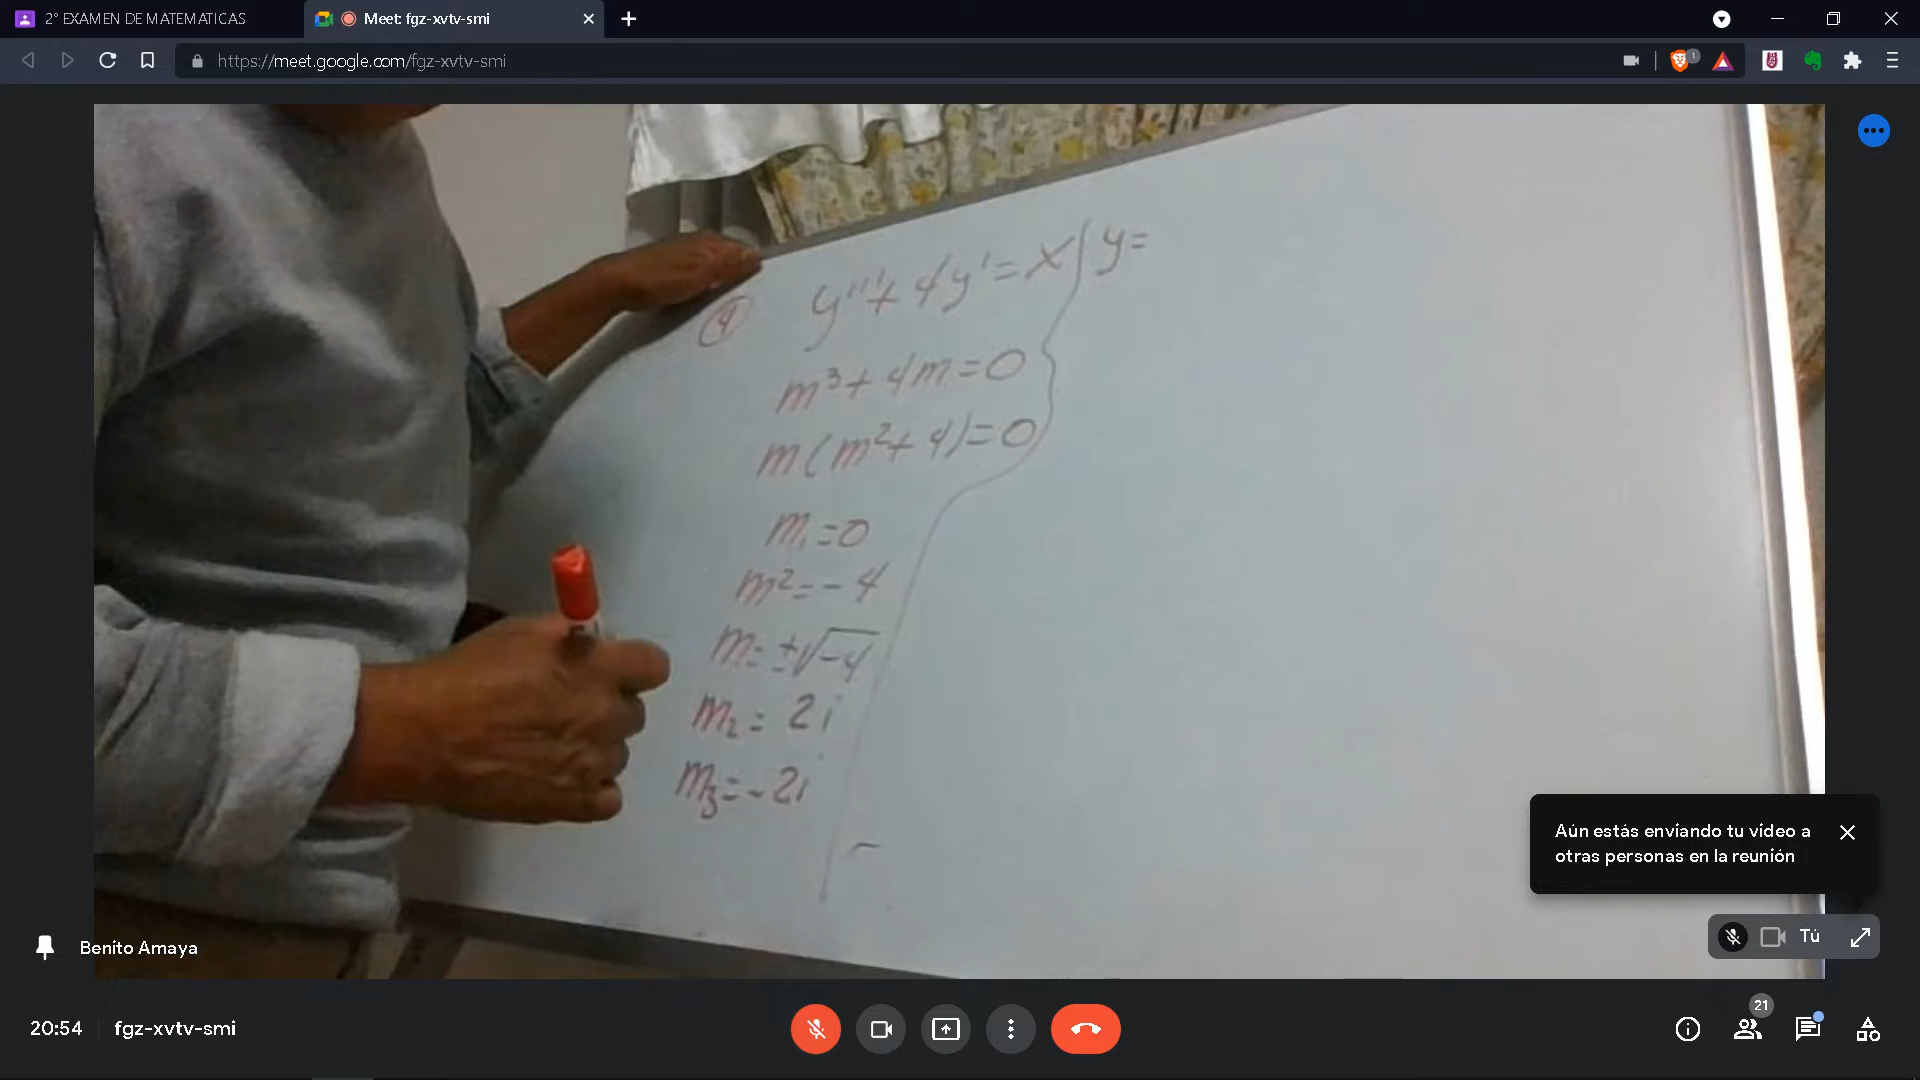 2° EXAMEN DE MATEMATICAS
Meet: fgz-xvtv-smi
https://meet.google.com/fgz-xvtv-smi
1
④ y''' + 4y' = x
y =
m³ + 4m = 0
m(m² + 4) = 0
m₁ = 0
m² = -4
m = ±√-4
m₂ = 2i
m₃ = -2i
Aún estás enviando tu video a
otras personas en la reunión
Tú
Benito Amaya
20:54
fgz-xvtv-smi
21